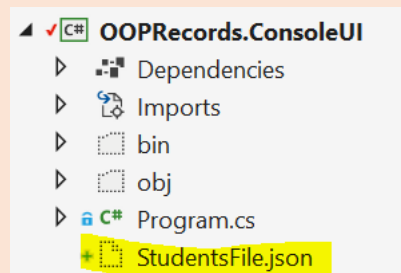 C# OOPRecords.ConsoleUI
Dependencies
Imports
bin
obj
C# Program.cs
StudentsFile.json